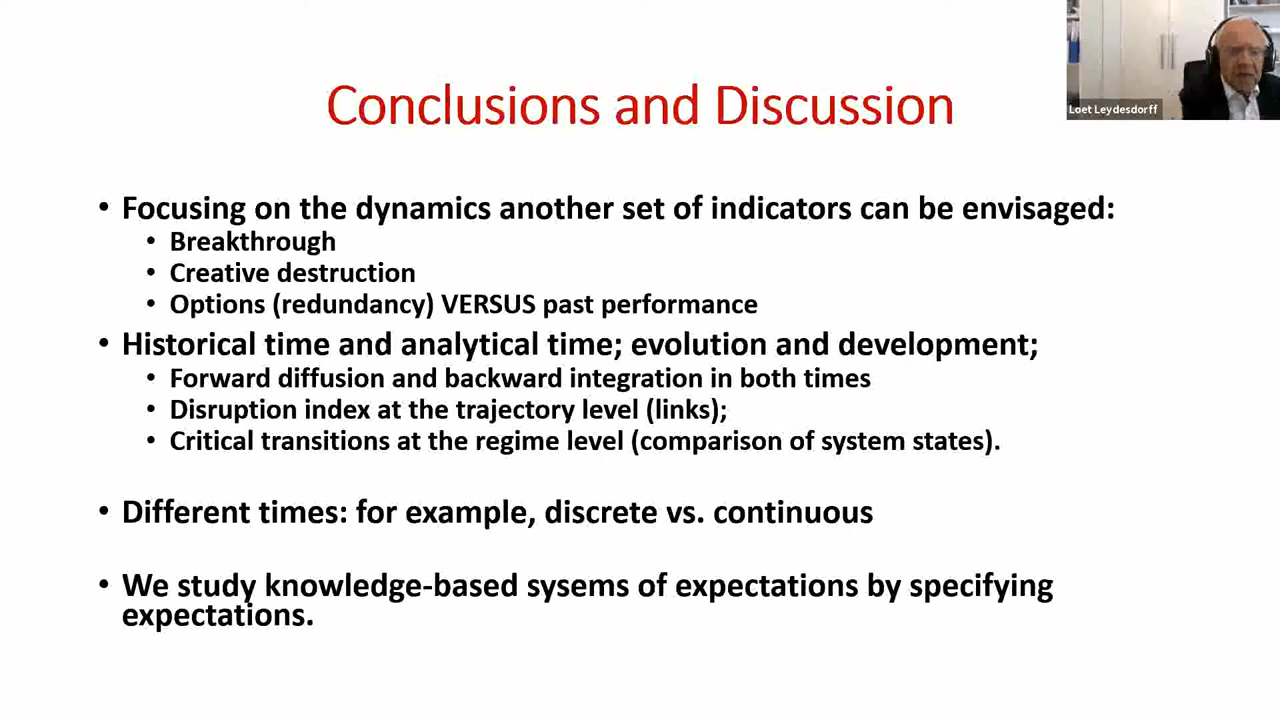 Conclusions and Discussion
Loet Leydesdorff
• Focusing on the dynamics another set of indicators can be envisaged:
• Breakthrough
• Creative destruction
• Options (redundancy) VERSUS past performance
• Historical time and analytical time; evolution and development;
• Forward diffusion and backward integration in both times
• Disruption index at the trajectory level (links);
• Critical transitions at the regime level (comparison of system states).
• Different times: for example, discrete vs. continuous
• We study knowledge-based sysems of expectations by specifying
expectations.